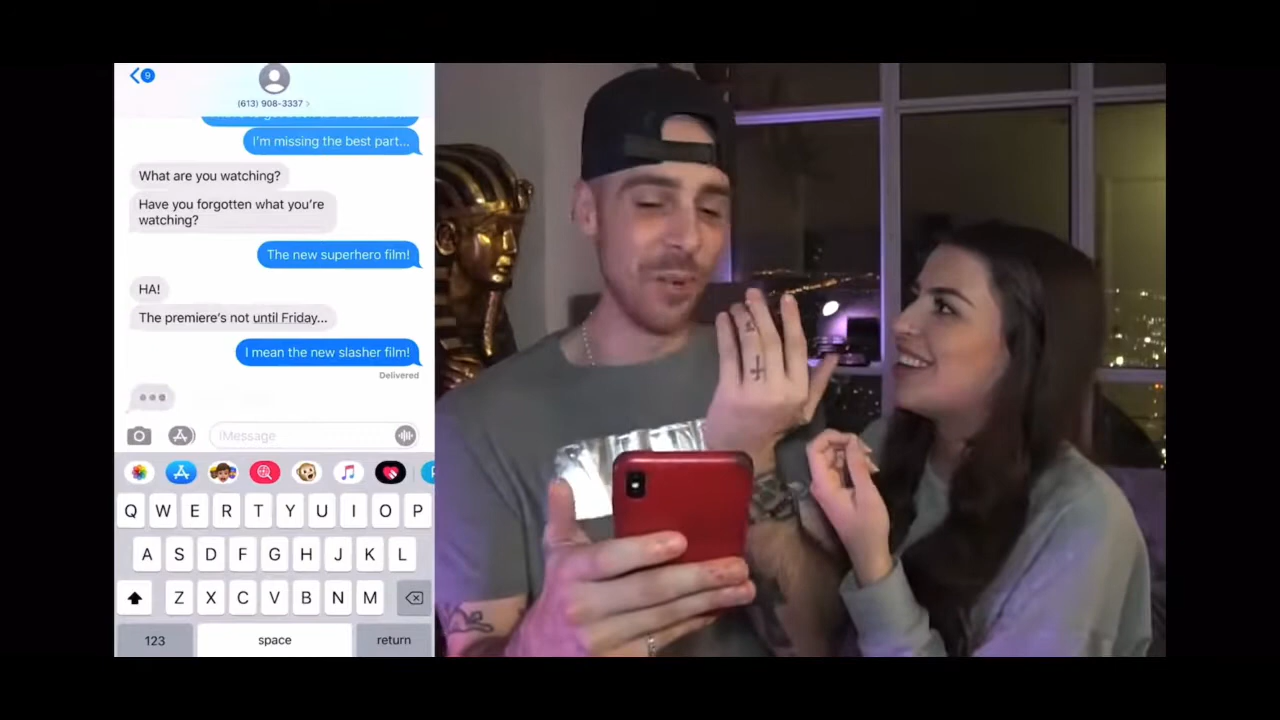 9
(613) 908-3337 >
I'm missing the best part...
What are you watching?
Have you forgotten what you're
watching?
The new superhero film!
HA!
The premiere's not until Friday...
I mean the new slasher film!
Delivered
iMessage
Q W E R T Y U I O P
A S D F G H J K L
Z X C V B N M
123 space return